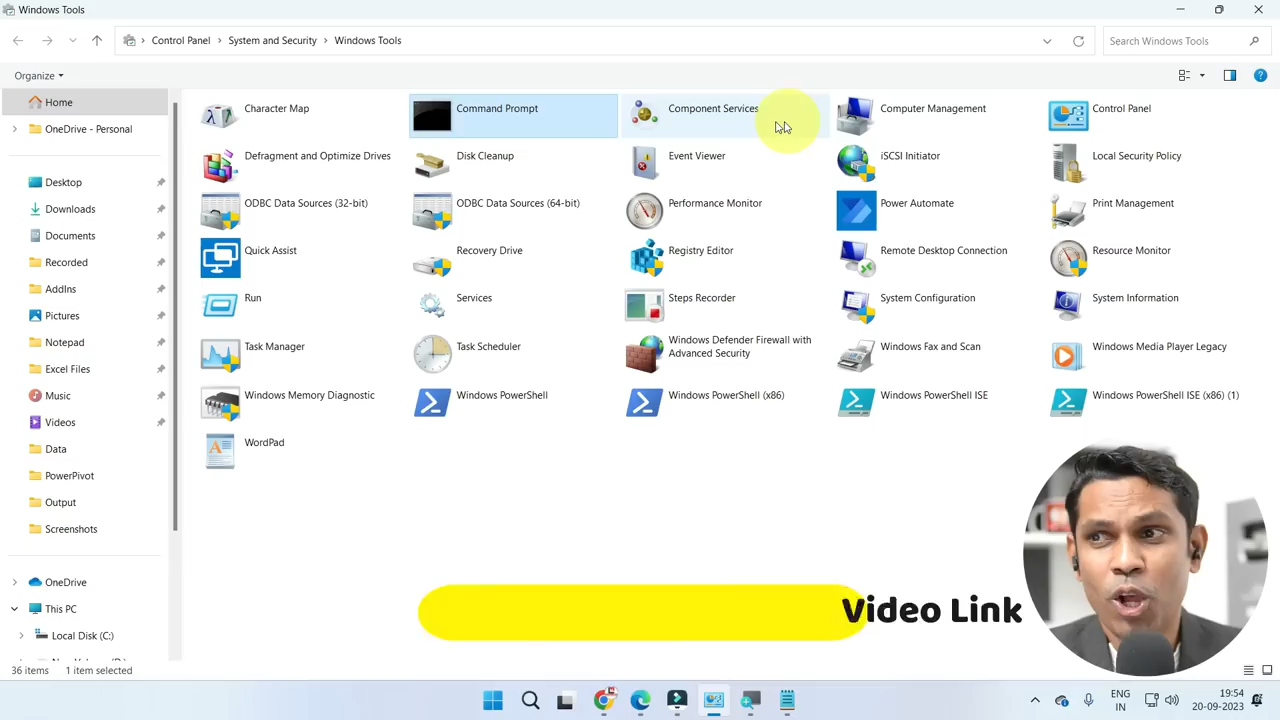 Windows Tools
Control Panel
System and Security
Windows Tools
Search Windows Tools
Organize
Home
OneDrive - Personal
Desktop
Downloads
Documents
Recorded
AddIns
Pictures
Notepad
Excel Files
Music
Videos
Data
PowerPivot
Output
Screenshots
OneDrive
This PC
Local Disk (C:)
Character Map
Command Prompt
Component Services
Computer Management
Control Panel
Defragment and Optimize Drives
Disk Cleanup
Event Viewer
iSCSI Initiator
Local Security Policy
ODBC Data Sources (32-bit)
ODBC Data Sources (64-bit)
Performance Monitor
Power Automate
Print Management
Quick Assist
Recovery Drive
Registry Editor
Remote Desktop Connection
Resource Monitor
Run
Services
Steps Recorder
System Configuration
System Information
Task Manager
Task Scheduler
Windows Defender Firewall with
Advanced Security
Windows Fax and Scan
Windows Media Player Legacy
Windows Memory Diagnostic
Windows PowerShell
Windows PowerShell (x86)
Windows PowerShell ISE
Windows PowerShell ISE (x86) (1)
WordPad
Video Link
36 items
1 item selected
ENG
IN
19:54
20-09-2023